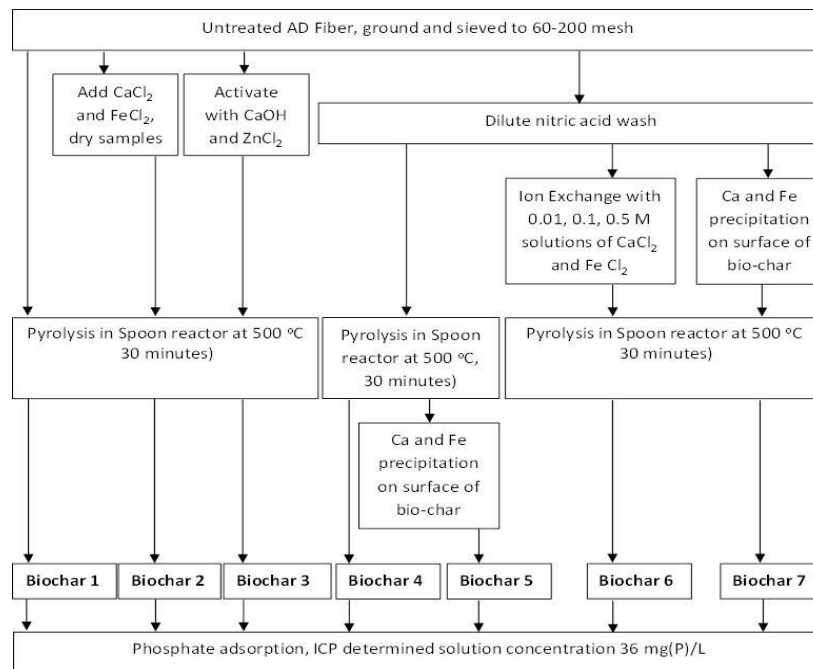 Untreated AD Fiber, ground and sieved to 60-200 mesh
Add CaCl₂
and FeCl₂,
dry samples
Activate
with CaOH
and ZnCl₂
Dilute nitric acid wash
Ion Exchange with
0.01, 0.1, 0.5 M
solutions of CaCl₂
and Fe Cl₂
Ca and Fe
precipitation
on surface of
bio-char
Pyrolysis in Spoon reactor at 500 °C
30 minutes)
Pyrolysis in Spoon
reactor at 500 °C,
30 minutes)
Pyrolysis in Spoon reactor at 500 °C
30 minutes)
Ca and Fe
precipitation
on surface of
bio-char
Biochar 1
Biochar 2
Biochar 3
Biochar 4
Biochar 5
Biochar 6
Biochar 7
Phosphate adsorption, ICP determined solution concentration 36 mg(P)/L